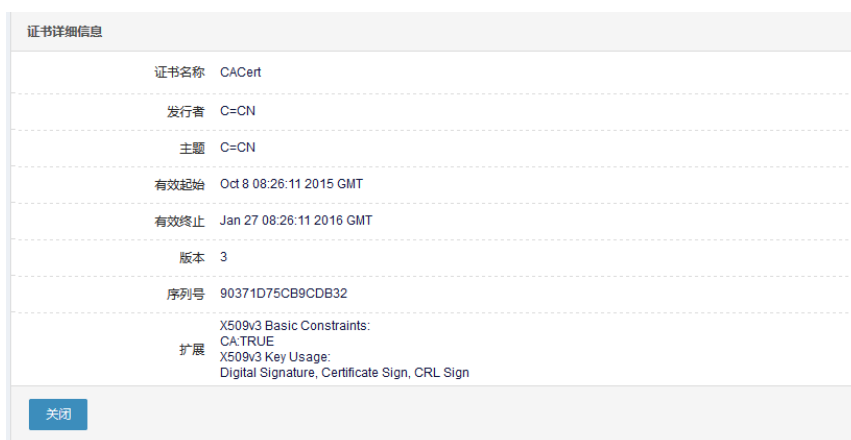 证书详细信息
证书名称 CACert
发行者 C=CN
主题 C=CN
有效起始 Oct 8 08:26:11 2015 GMT
有效终止 Jan 27 08:26:11 2016 GMT
版本 3
序列号 90371D75CB9CDB32
扩展 X509v3 Basic Constraints:
CA:TRUE
X509v3 Key Usage:
Digital Signature, Certificate Sign, CRL Sign
关闭